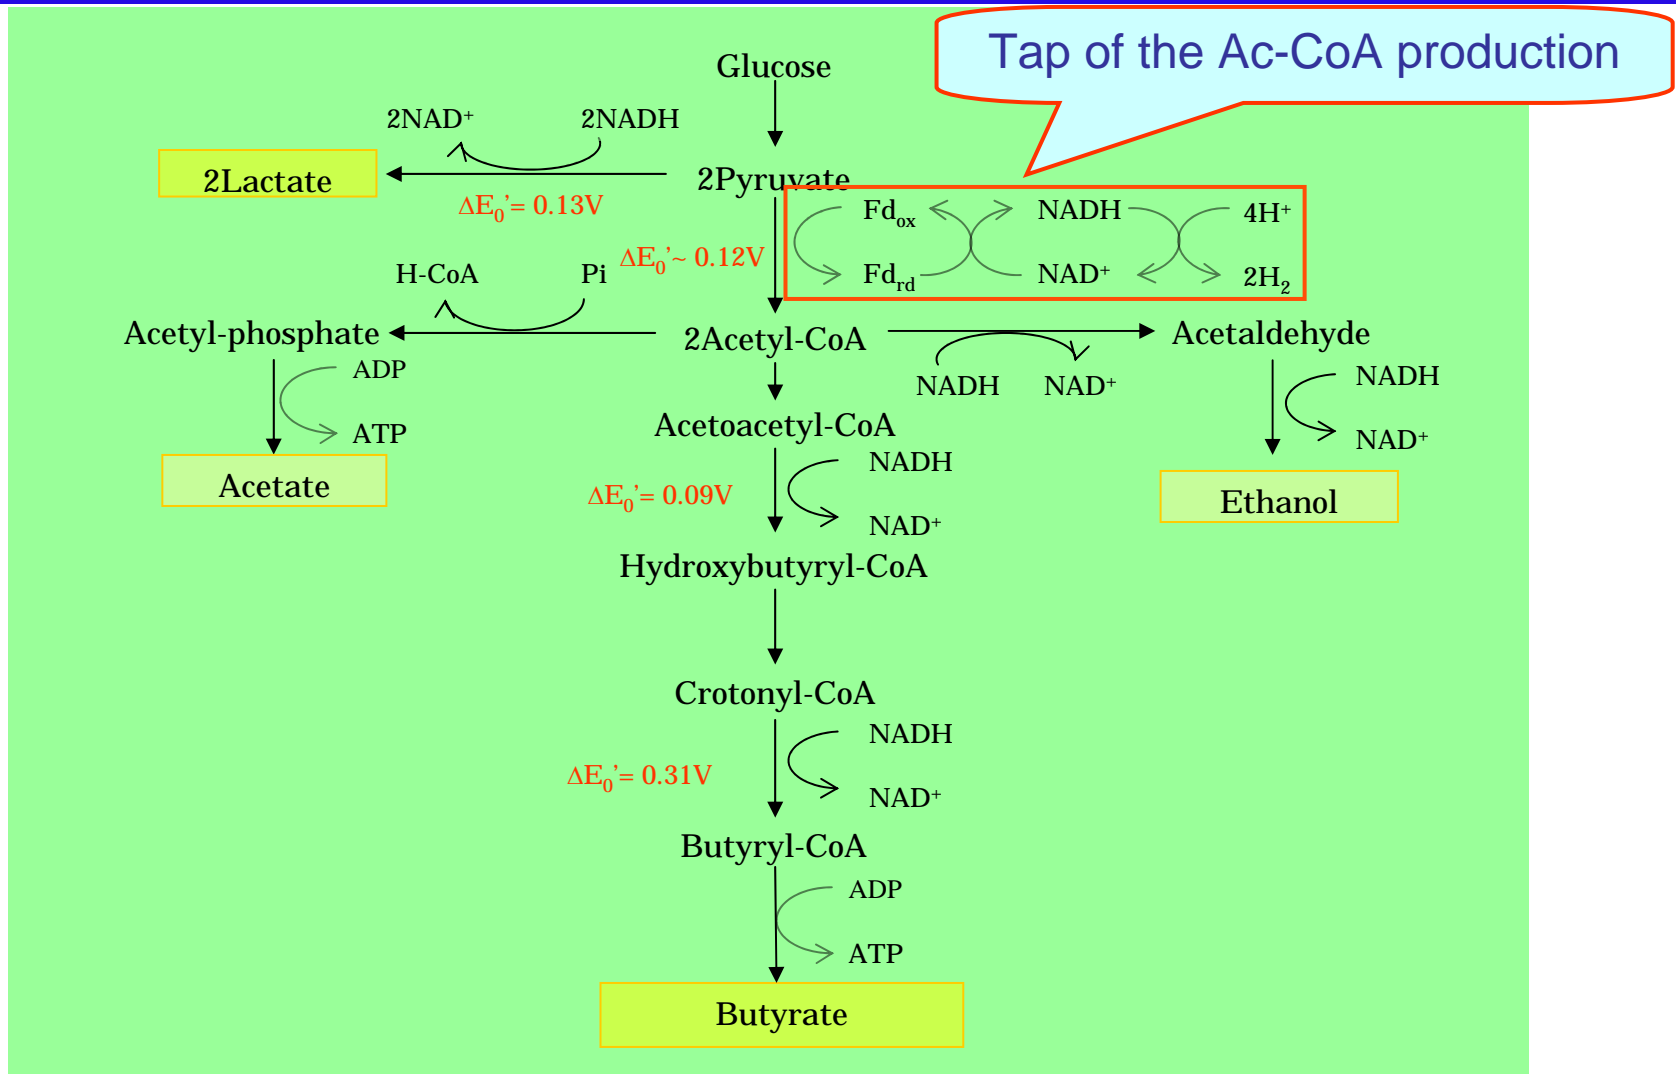 Tap of the Ac-CoA production
Glucose
2NAD⁺ 2NADH
2Lactate 2Pyruvate
ΔE₀'= 0.13V
Fdₒₓ NADH 4H⁺
ΔE₀'~ 0.12V
H-CoA Pi Fd_rd NAD⁺ 2H₂
Acetyl-phosphate 2Acetyl-CoA Acetaldehyde
ADP NADH NAD⁺ NADH
ATP Acetoacetyl-CoA NAD⁺
Acetate NADH
ΔE₀'= 0.09V Ethanol
NAD⁺
Hydroxybutyryl-CoA
Crotonyl-CoA
NADH
ΔE₀'= 0.31V
NAD⁺
Butyryl-CoA
ADP
ATP
Butyrate